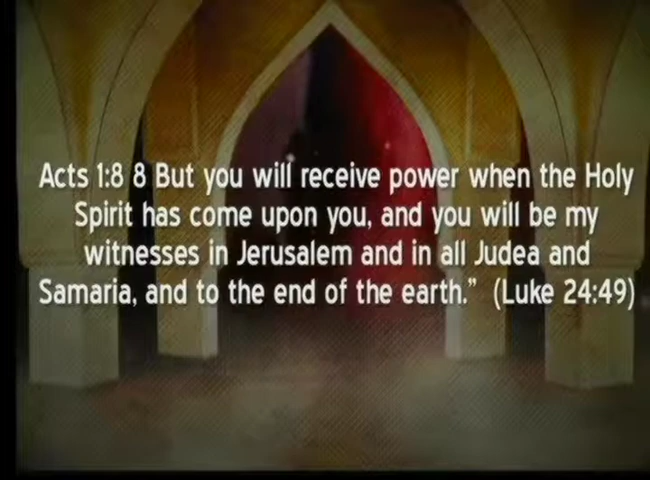 Acts 1:8 8 But you will receive power when the Holy
Spirit has come upon you, and you will be my
witnesses in Jerusalem and in all Judea and
Samaria, and to the end of the earth.” (Luke 24:49)